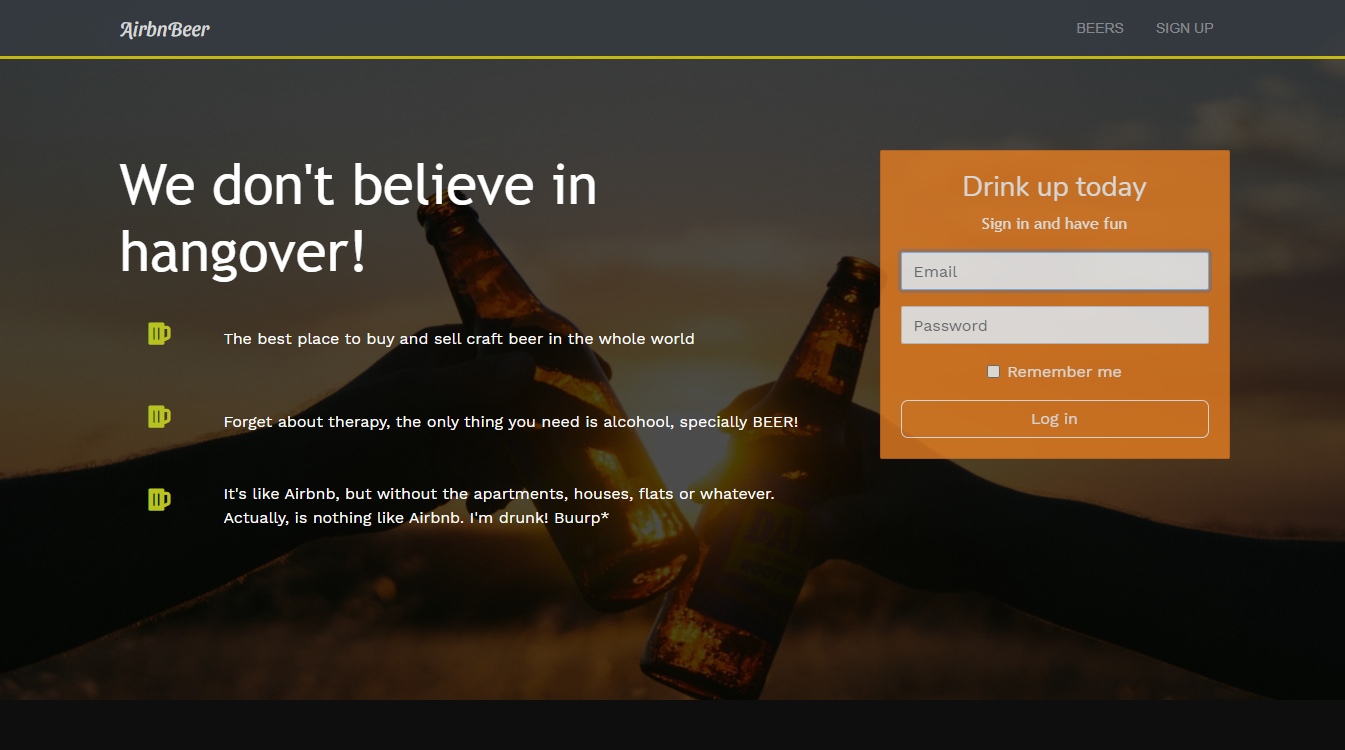 AirbnBeer
BEERS
SIGN UP
We don't believe in
hangover!
The best place to buy and sell craft beer in the whole world
Forget about therapy, the only thing you need is alcohol, specially BEER!
It's like Airbnb, but without the apartments, houses, flats or whatever.
Actually, is nothing like Airbnb. I'm drunk! Buurp*
Drink up today
Sign in and have fun
Email
Password
Remember me
Log in